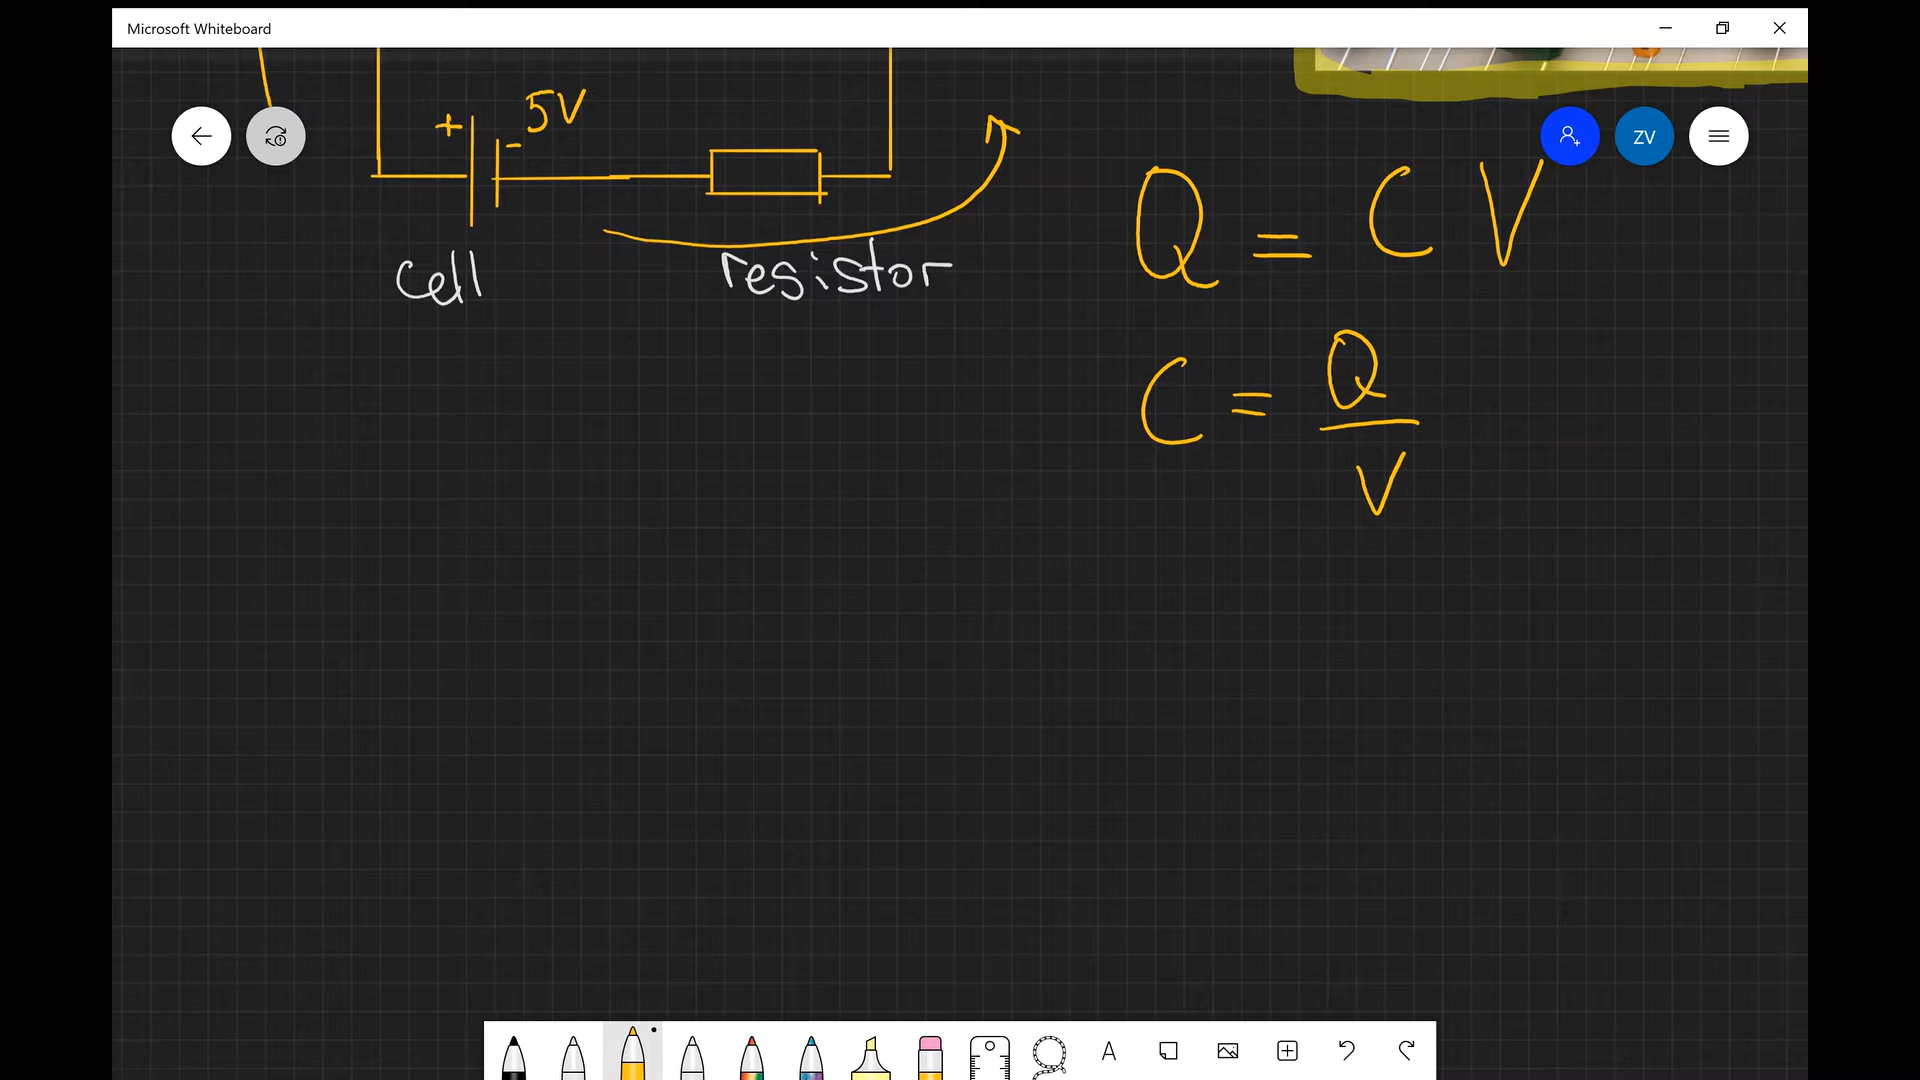 Microsoft Whiteboard
+ - 5V
ZV
cell
resistor
Q = CV
C = Q
V
A